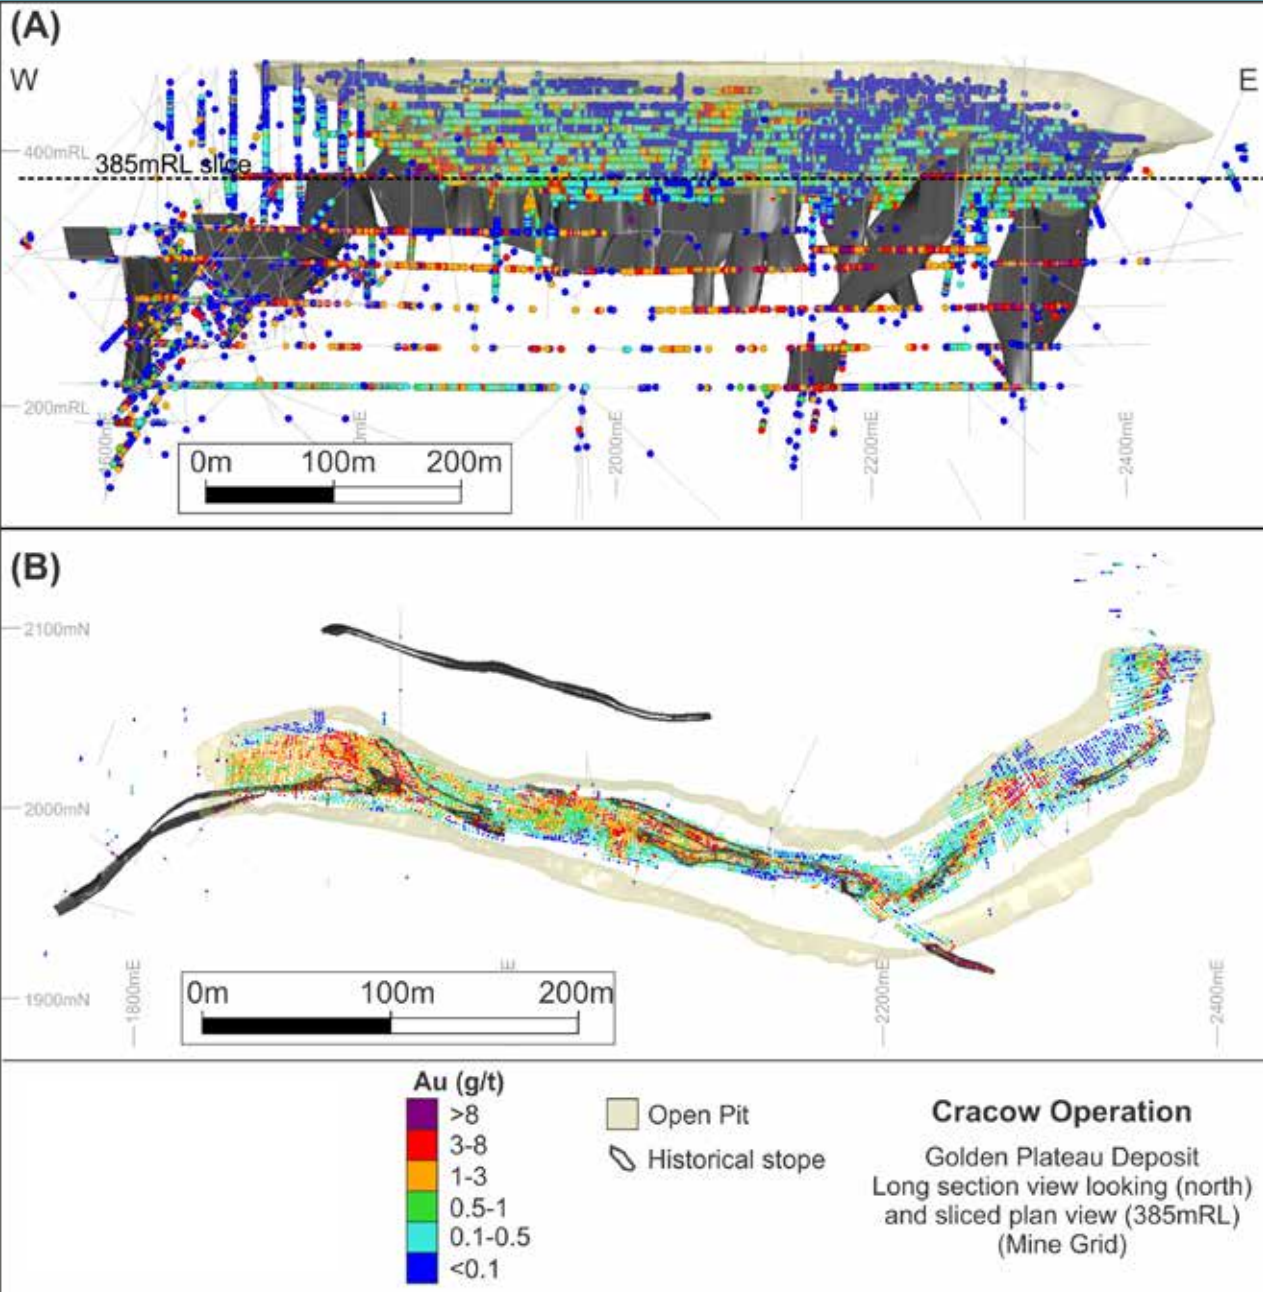 (A)
W
E
400mRL
385mRL slice
200mRL
2000mE
2200mE
2400mE
0m 100m 200m
(B)
2100mN
2000mN
1900mN
1800mE
E
2200mE
2400mE
0m 100m 200m
Au (g/t)
>8
3-8
1-3
0.5-1
0.1-0.5
<0.1
Open Pit
Historical stope
Cracow Operation
Golden Plateau Deposit
Long section view looking (north)
and sliced plan view (385mRL)
(Mine Grid)